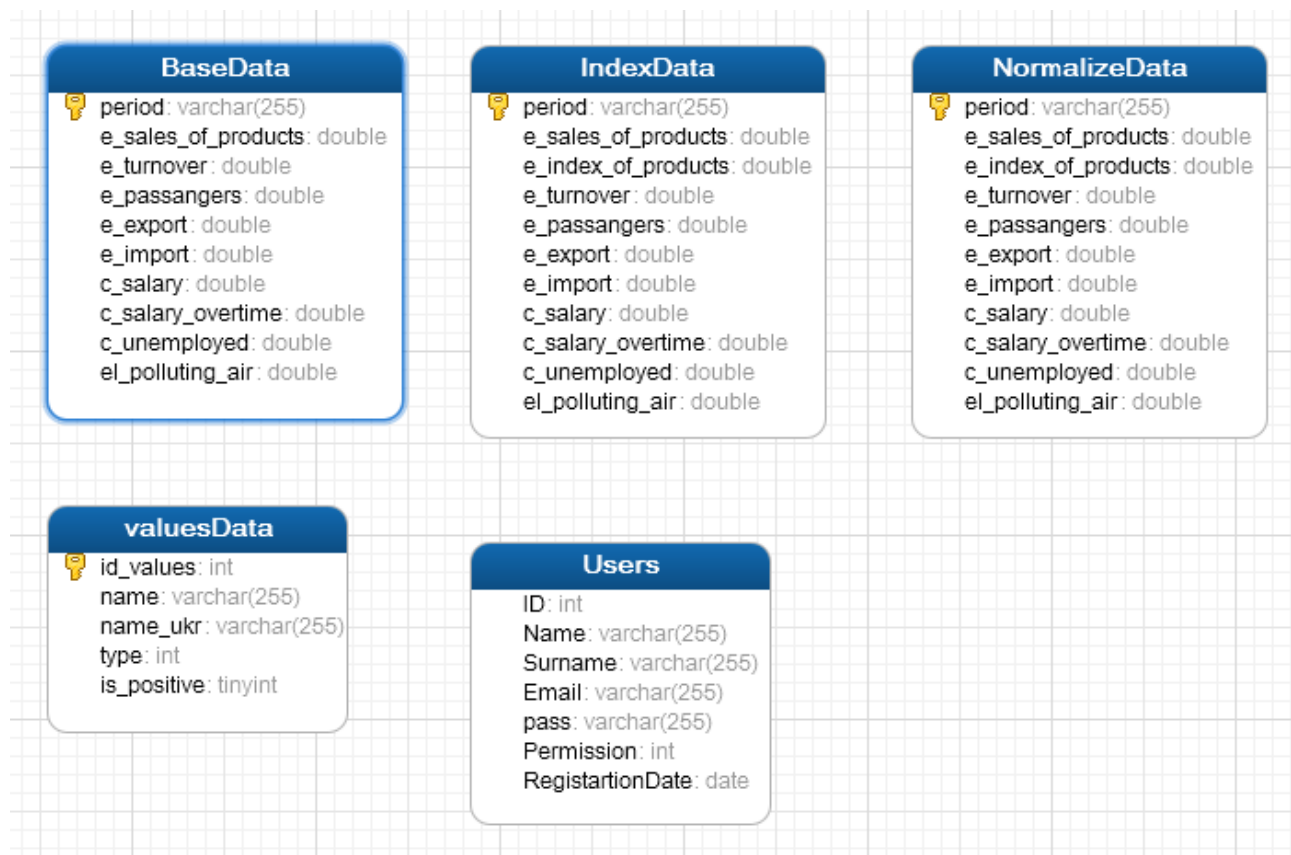 BaseData
period: varchar(255)
e_sales_of_products: double
e_turnover: double
e_passangers: double
e_export: double
e_import: double
c_salary: double
c_salary_overtime: double
c_unemployed: double
el_polluting_air: double
IndexData
period: varchar(255)
e_sales_of_products: double
e_index_of_products: double
e_turnover: double
e_passangers: double
e_export: double
e_import: double
c_salary: double
c_salary_overtime: double
c_unemployed: double
el_polluting_air: double
NormalizeData
period: varchar(255)
e_sales_of_products: double
e_index_of_products: double
e_turnover: double
e_passangers: double
e_export: double
e_import: double
c_salary: double
c_salary_overtime: double
c_unemployed: double
el_polluting_air: double
valuesData
id_values: int
name: varchar(255)
name_ukr: varchar(255)
type: int
is_positive: tinyint
Users
ID: int
Name: varchar(255)
Surname: varchar(255)
Email: varchar(255)
pass: varchar(255)
Permission: int
RegistartionDate: date